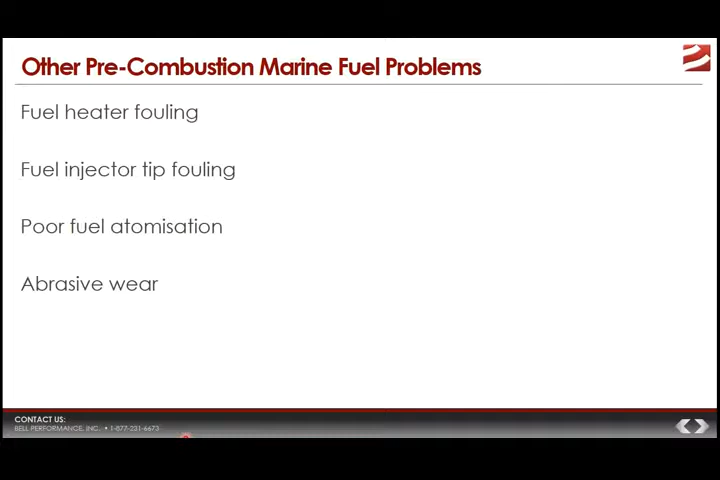 Other Pre-Combustion Marine Fuel Problems
Fuel heater fouling
Fuel injector tip fouling
Poor fuel atomisation
Abrasive wear
CONTACT US:
BELL PERFORMANCE, INC. • 1-877-231-6673